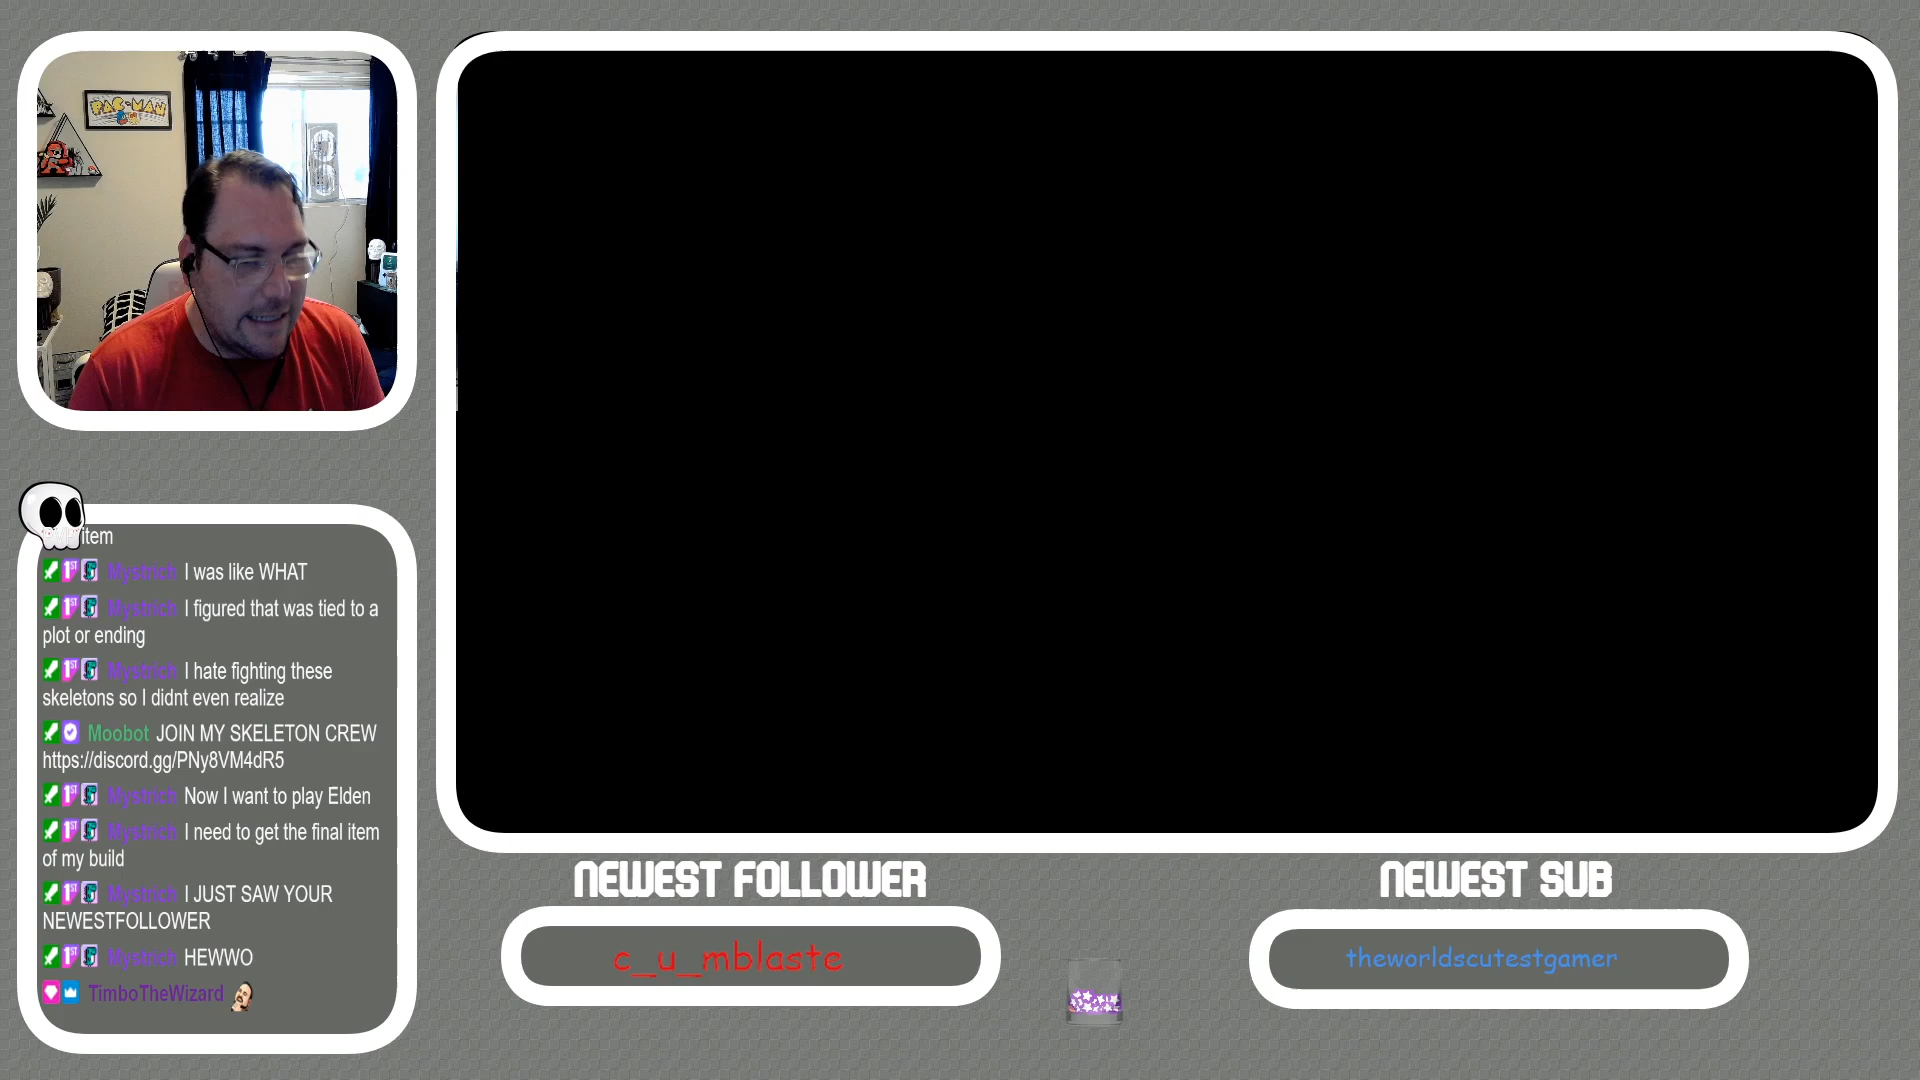 PAC-MAN
item
Mystrich I was like WHAT
Mystrich I figured that was tied to a
plot or ending
Mystrich I hate fighting these
skeletons so I didnt even realize
Moobot JOIN MY SKELETON CREW
https://discord.gg/PNy8VM4dR5
Mystrich Now I want to play Elden
Mystrich I need to get the final item
of my build
Mystrich I JUST SAW YOUR
NEWESTFOLLOWER
Mystrich HEWWO
TimboTheWizard
NEWEST FOLLOWER
c_u_mblaste
NEWEST SUB
theworldscutestgamer